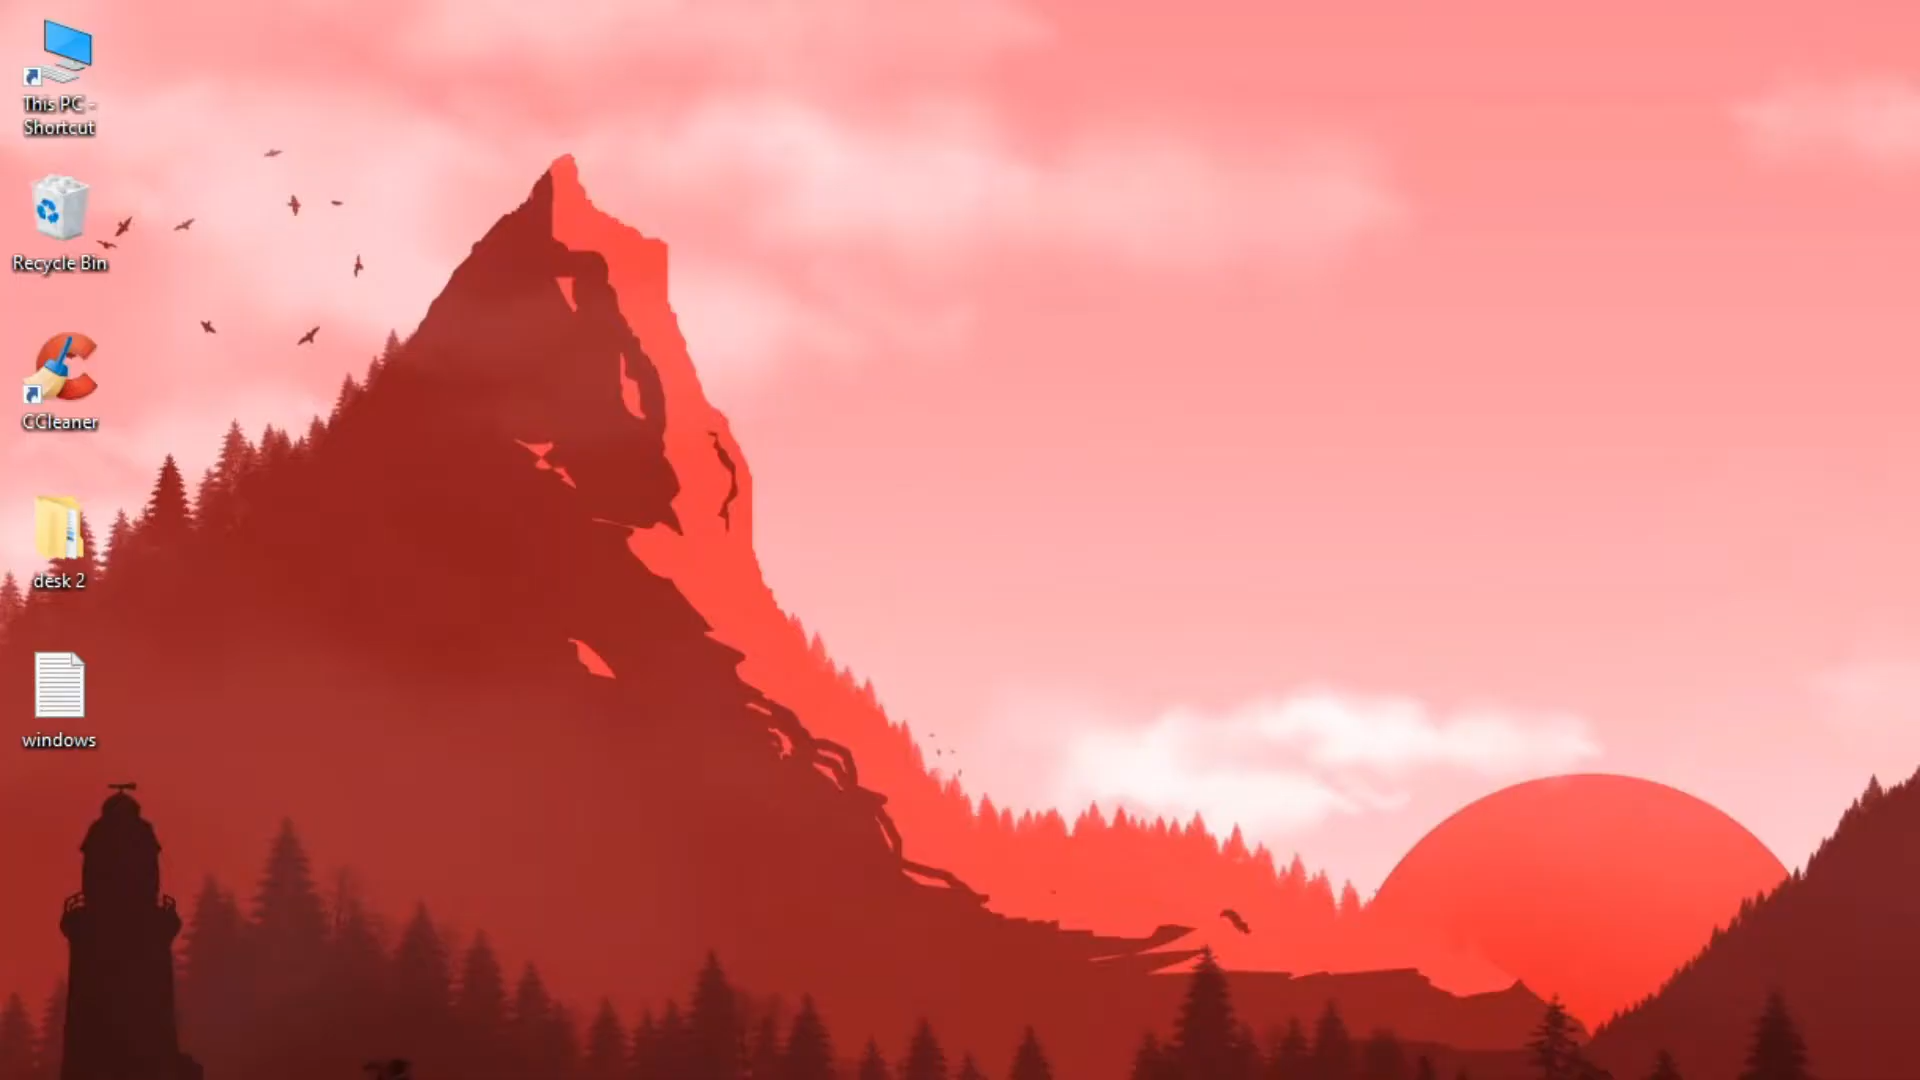 This PC -
Shortcut
Recycle Bin
CCleaner
desk 2
windows